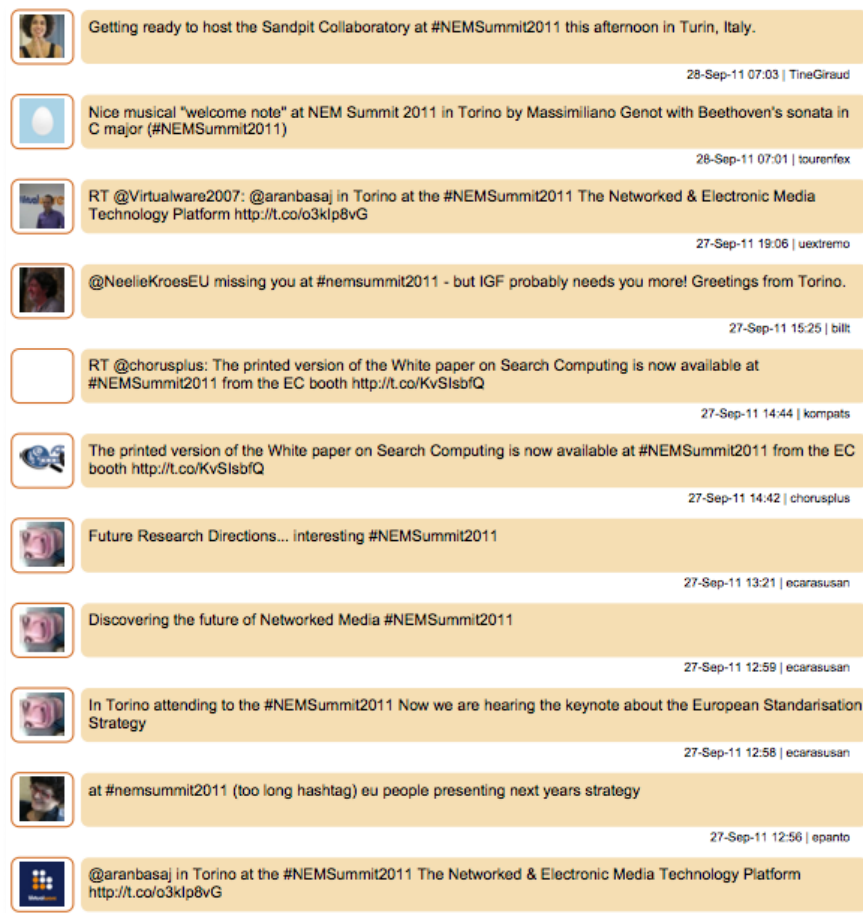 Getting ready to host the Sandpit Collaboratory at #NEMSummit2011 this afternoon in Turin, Italy.
28-Sep-11 07:03 | TineGiraud
Nice musical "welcome note" at NEM Summit 2011 in Torino by Massimiliano Genot with Beethoven's sonata in
C major (#NEMSummit2011)
28-Sep-11 07:01 | tourenfex
RT @Virtualware2007: @aranbasaj in Torino at the #NEMSummit2011 The Networked & Electronic Media
Technology Platform http://t.co/o3kIp8vG
27-Sep-11 19:06 | uextremo
@NeelieKroesEU missing you at #nemsummit2011 - but IGF probably needs you more! Greetings from Torino.
27-Sep-11 15:25 | billt
RT @chorusplus: The printed version of the White paper on Search Computing is now available at
#NEMSummit2011 from the EC booth http://t.co/KvSIsbfQ
27-Sep-11 14:44 | kompats
The printed version of the White paper on Search Computing is now available at #NEMSummit2011 from the EC
booth http://t.co/KvSIsbfQ
27-Sep-11 14:42 | chorusplus
Future Research Directions... interesting #NEMSummit2011
27-Sep-11 13:21 | ecarasusan
Discovering the future of Networked Media #NEMSummit2011
27-Sep-11 12:59 | ecarasusan
In Torino attending to the #NEMSummit2011 Now we are hearing the keynote about the European Standarisation
Strategy
27-Sep-11 12:58 | ecarasusan
at #nemsummit2011 (too long hashtag) eu people presenting next years strategy
27-Sep-11 12:56 | epanto
@aranbasaj in Torino at the #NEMSummit2011 The Networked & Electronic Media Technology Platform
http://t.co/o3kIp8vG